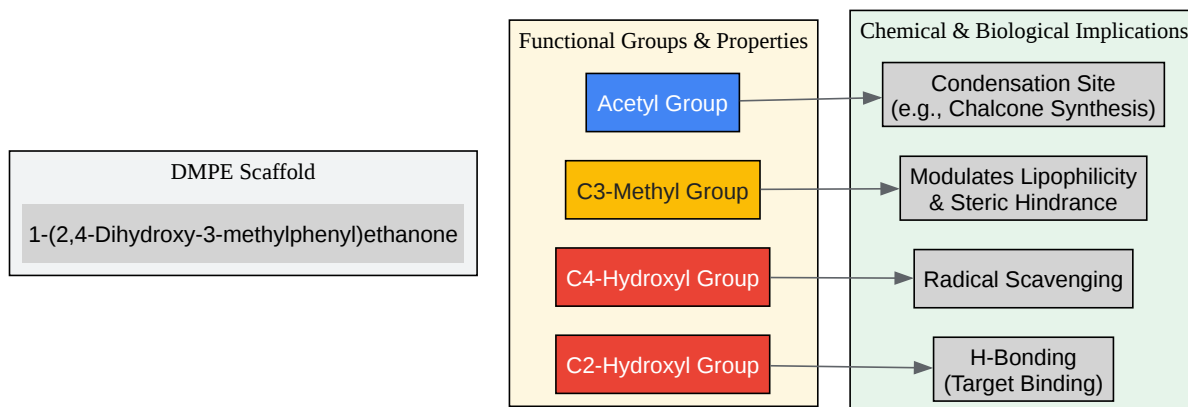 DMPE Scaffold
1-(2,4-Dihydroxy-3-methylphenyl)ethanone
Functional Groups & Properties
Acetyl Group
C3-Methyl Group
C4-Hydroxyl Group
C2-Hydroxyl Group
Chemical & Biological Implications
Condensation Site
(e.g., Chalcone Synthesis)
Modulates Lipophilicity
& Steric Hindrance
Radical Scavenging
H-Bonding
(Target Binding)